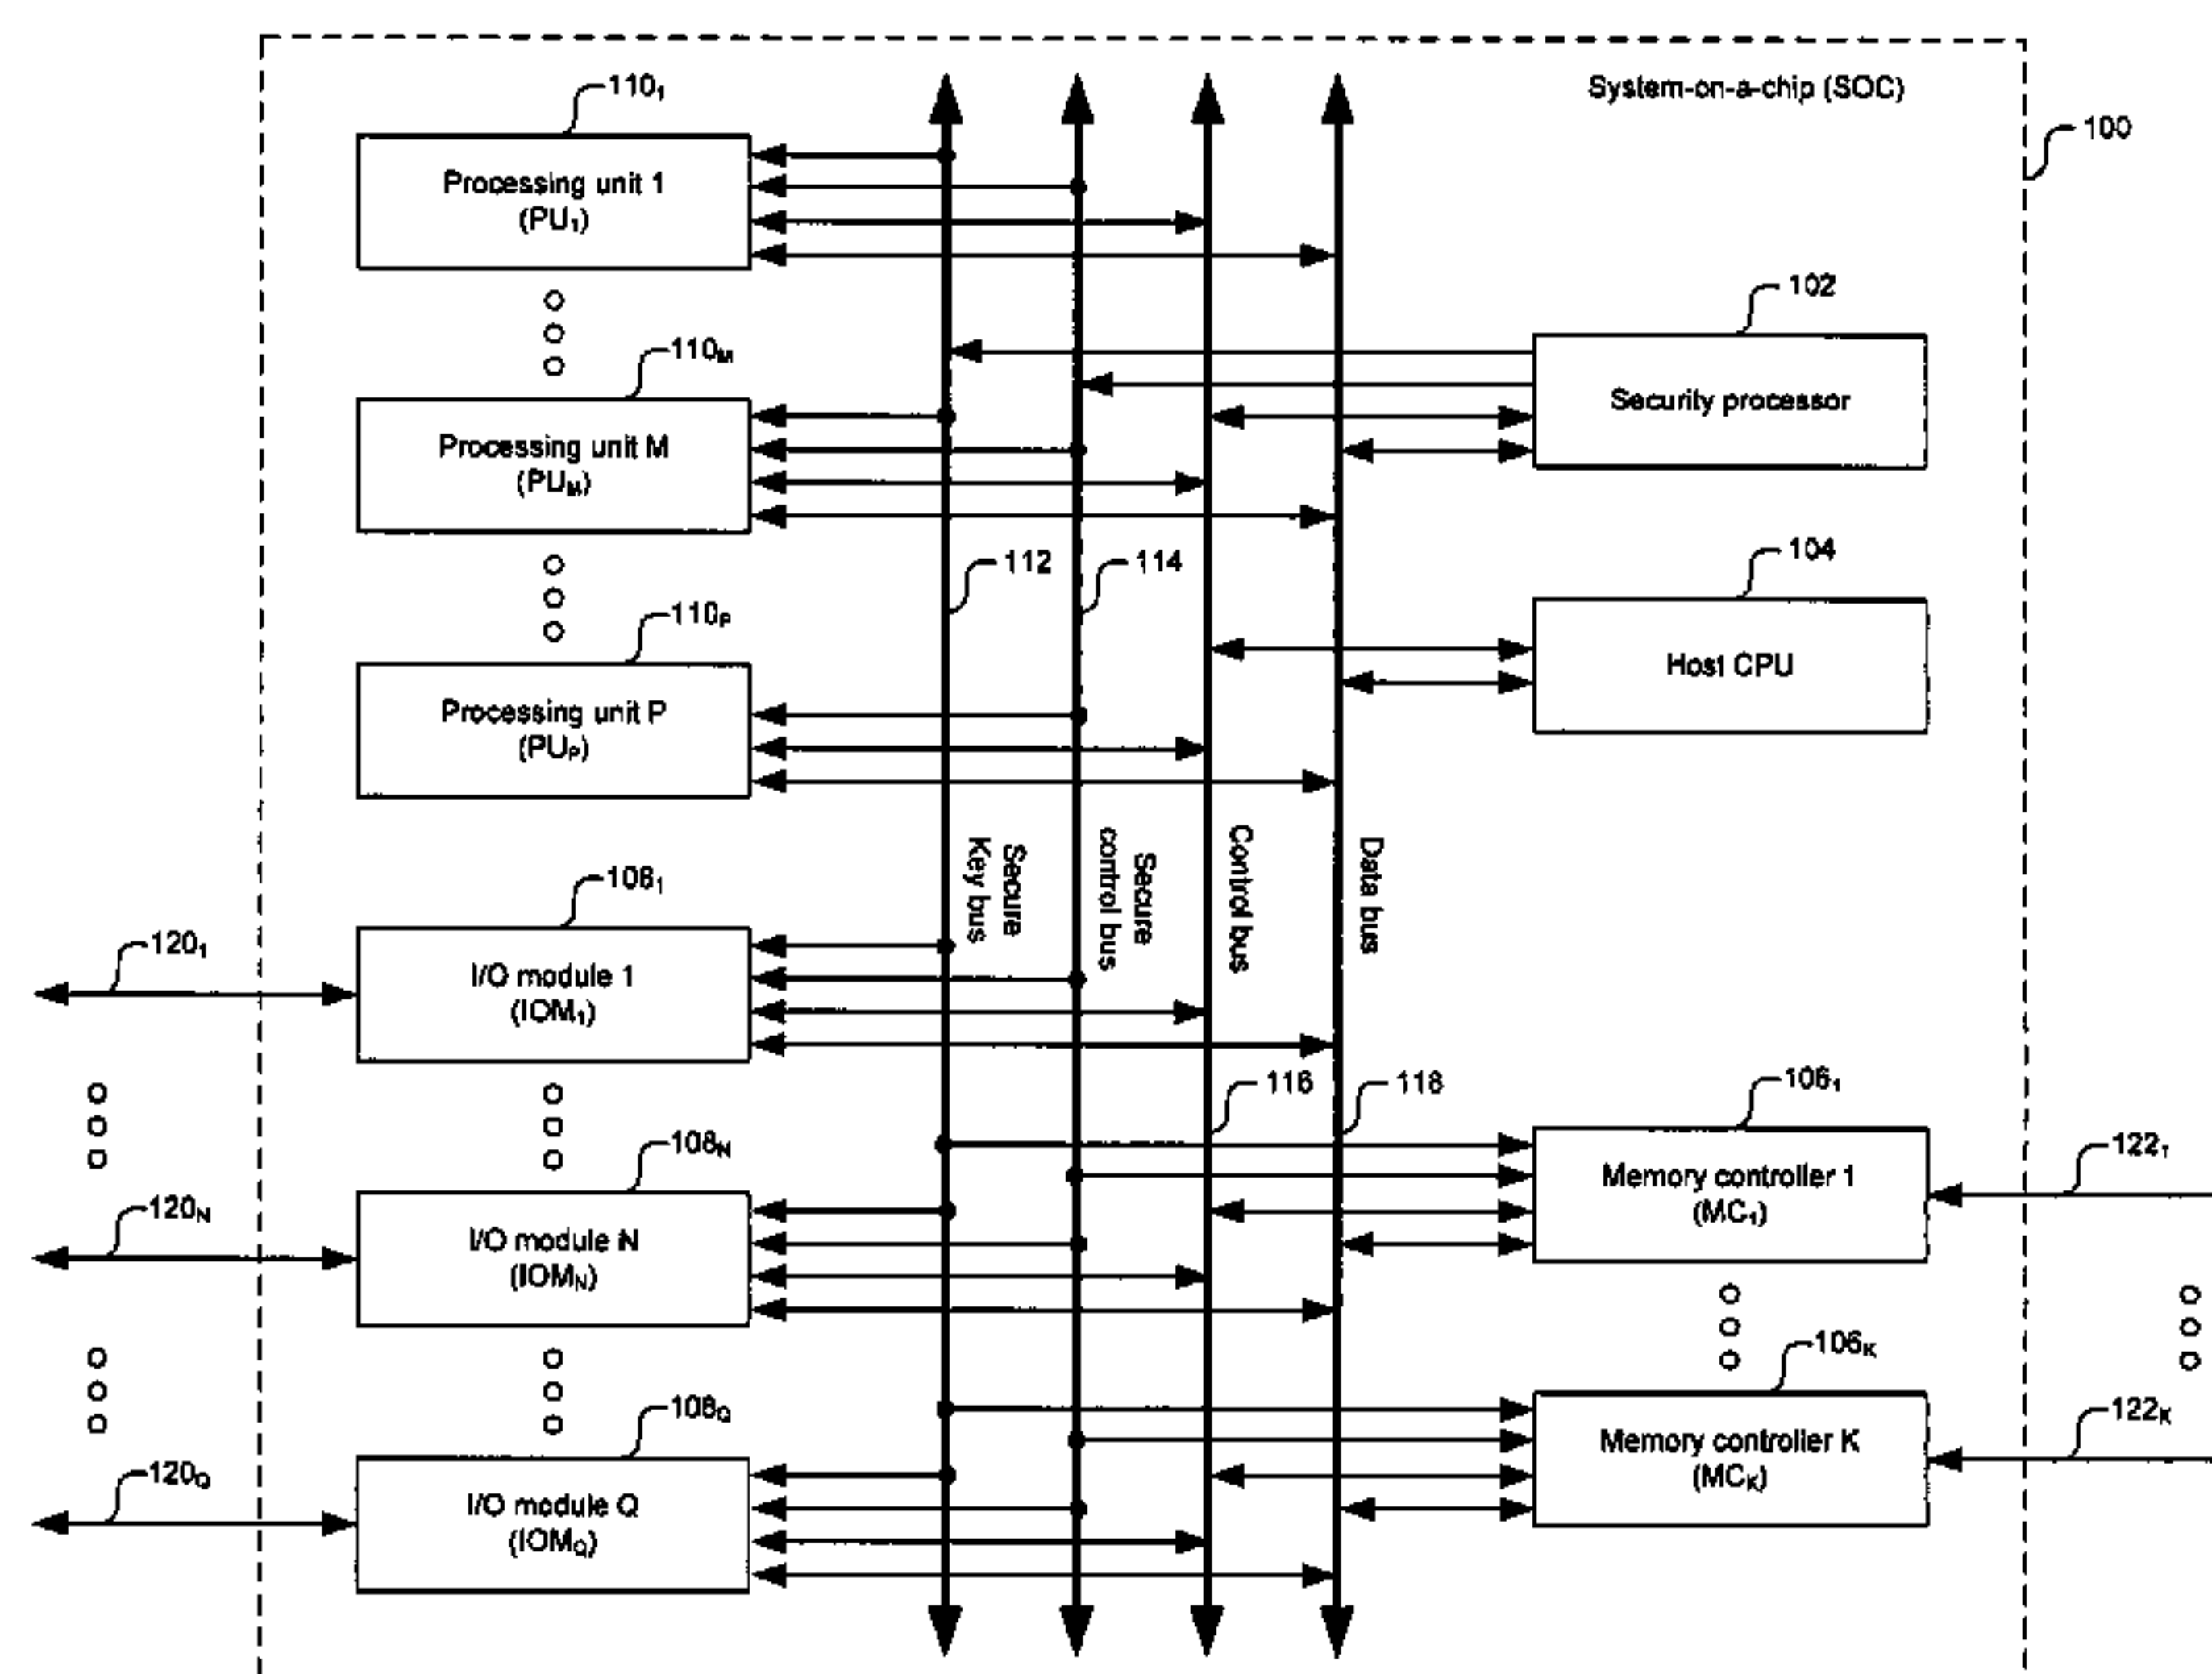 System-on-a-chip (SOC)
100
110₁
Processing unit 1
(PU₁)
102
Security processor
110M
Processing unit M
(PUM)
112
114
104
Host CPU
110P
Processing unit P
(PUP)
Secure
Key bus
Secure
control bus
Control bus
Data bus
108₁
I/O module 1
(IOM₁)
120₁
116
118
106₁
Memory controller 1
(MC₁)
122₁
108N
I/O module N
(IOMN)
120N
106K
Memory controller K
(MCK)
122K
108Q
I/O module Q
(IOMQ)
120Q